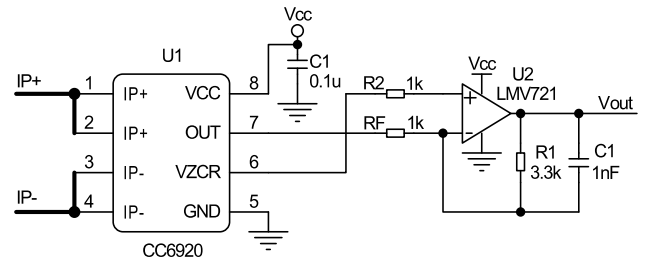 Vcc
U1
C1
0.1u
IP+
1
IP+
VCC
8
2
IP+
OUT
7
3
IP-
VZCR
6
IP-
4
IP-
GND
5
CC6920
R2
1k
RF
1k
Vcc
U2
LMV721
+
-
Vout
R1
3.3k
C1
1nF